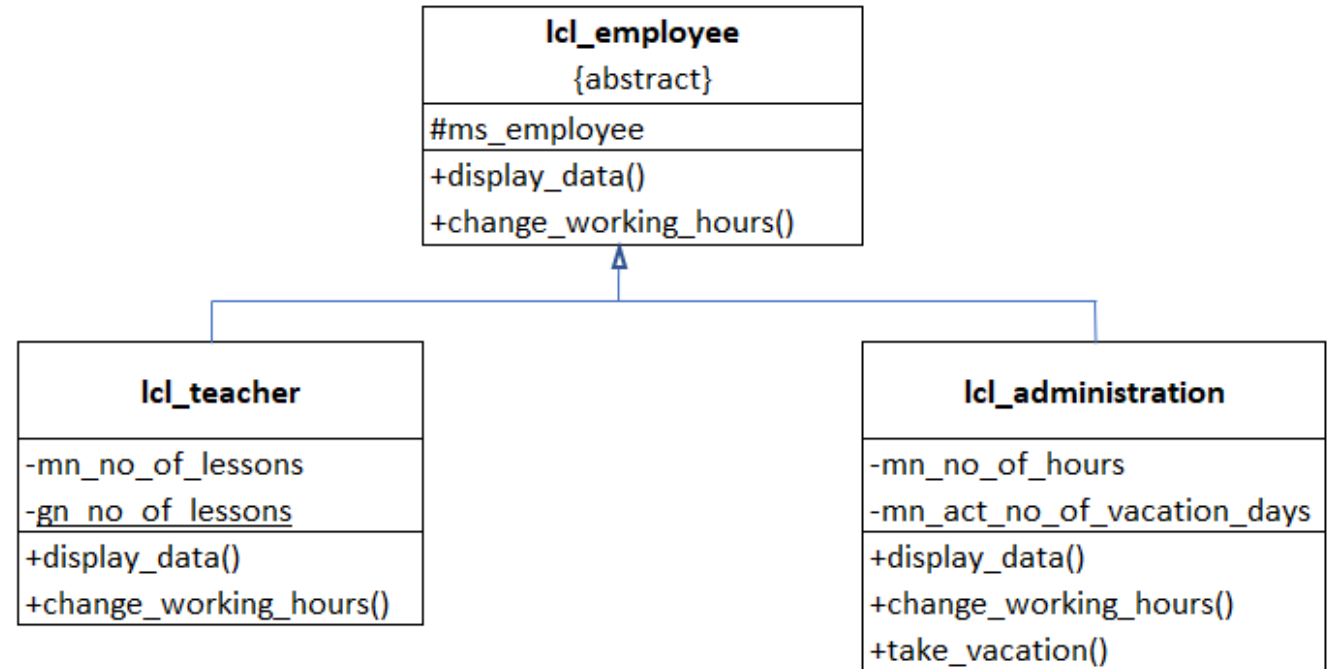 lcl_employee
{abstract}
#ms_employee
+display_data()
+change_working_hours()
lcl_teacher
-mn_no_of_lessons
-gn_no_of_lessons
+display_data()
+change_working_hours()
lcl_administration
-mn_no_of_hours
-mn_act_no_of_vacation_days
+display_data()
+change_working_hours()
+take_vacation()